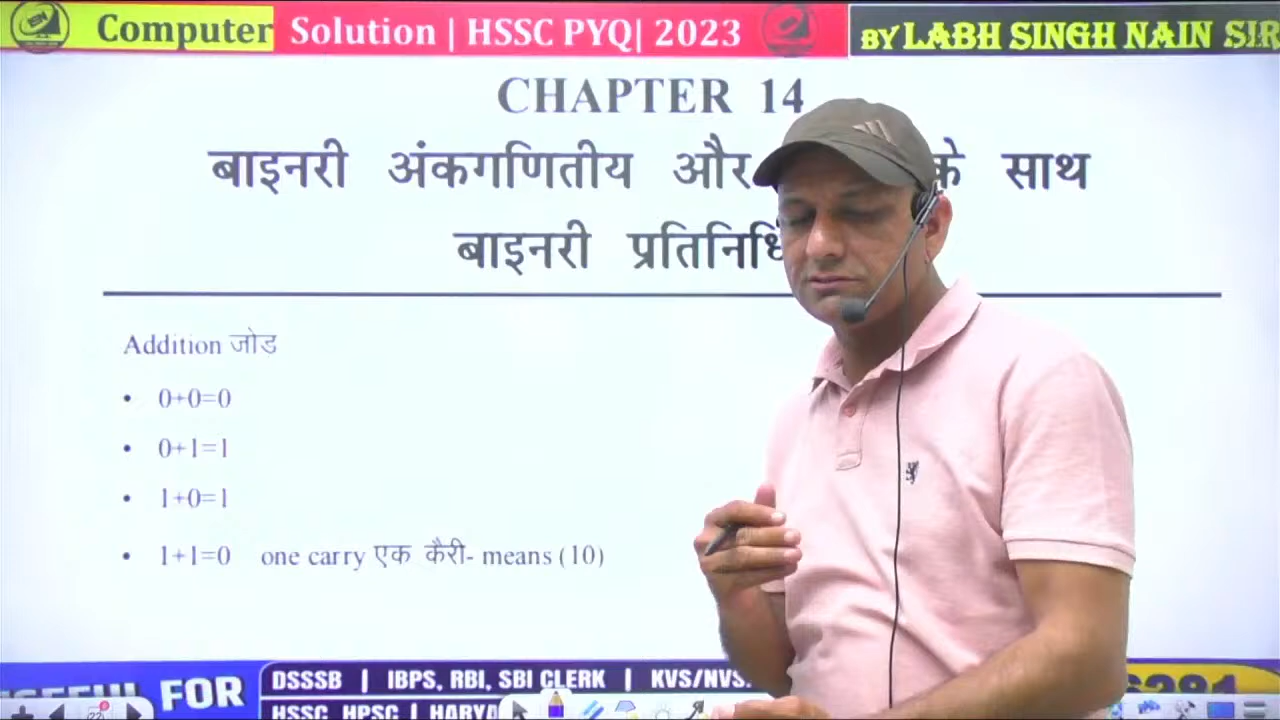 Computer Solution | HSSC PYQ| 2023
BY LABH SINGH NAIN SIR
CHAPTER 14
बाइनरी अंकगणितीय और के साथ
बाइनरी
Addition जोड
• 0+0=0
• 0+1=1
• 1+0=1
• 1+1=0 one carry एक कैरी- means (10)
FOR
DSSSB | IBPS, RBI, SBI CLERK | KVS/NVS.
HSSC, HPSC | HARYA